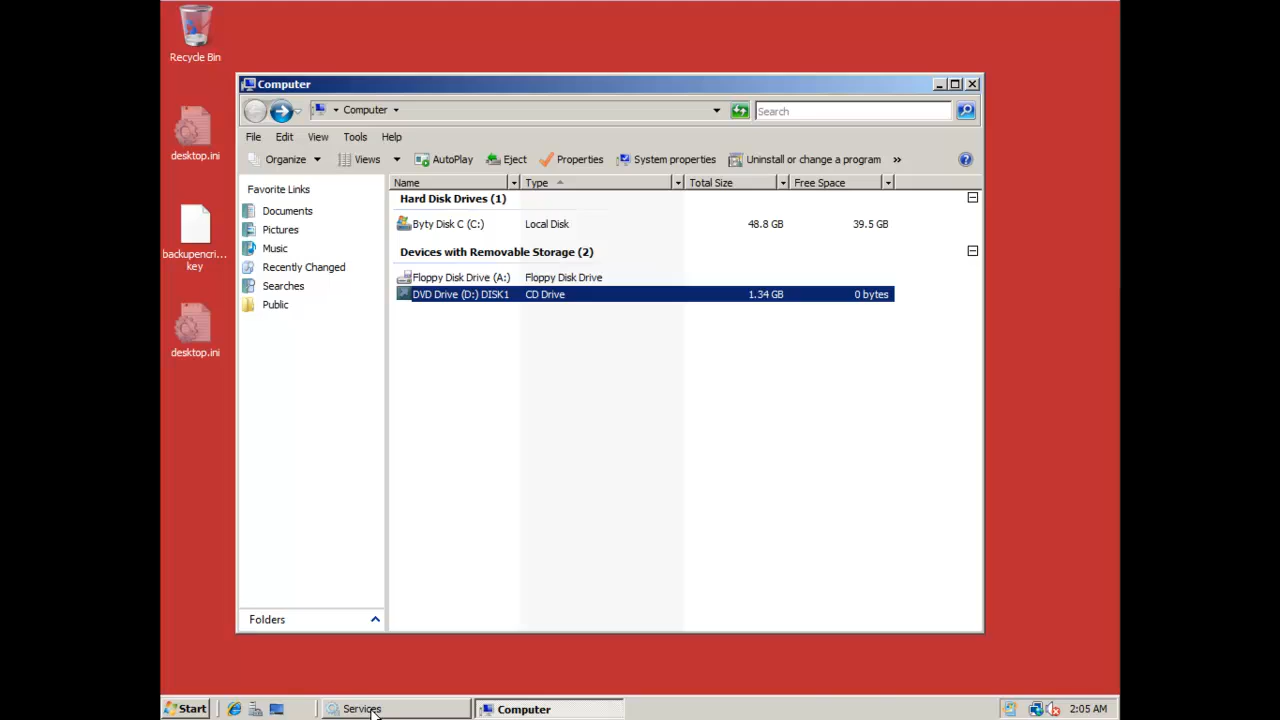 Recycle Bin
desktop.ini
backupencri...
key
desktop.ini
Computer
Computer
Search
File Edit View Tools Help
Organize Views AutoPlay Eject Properties System properties Uninstall or change a program »
Favorite Links
Documents
Pictures
Music
Recently Changed
Searches
Public
Folders
Name Type Total Size Free Space
Hard Disk Drives (1)
Byty Disk C (C:) Local Disk 48.8 GB 39.5 GB
Devices with Removable Storage (2)
Floppy Disk Drive (A:) Floppy Disk Drive
DVD Drive (D:) DISK1 CD Drive 1.34 GB 0 bytes
Start Services Computer 2:05 AM